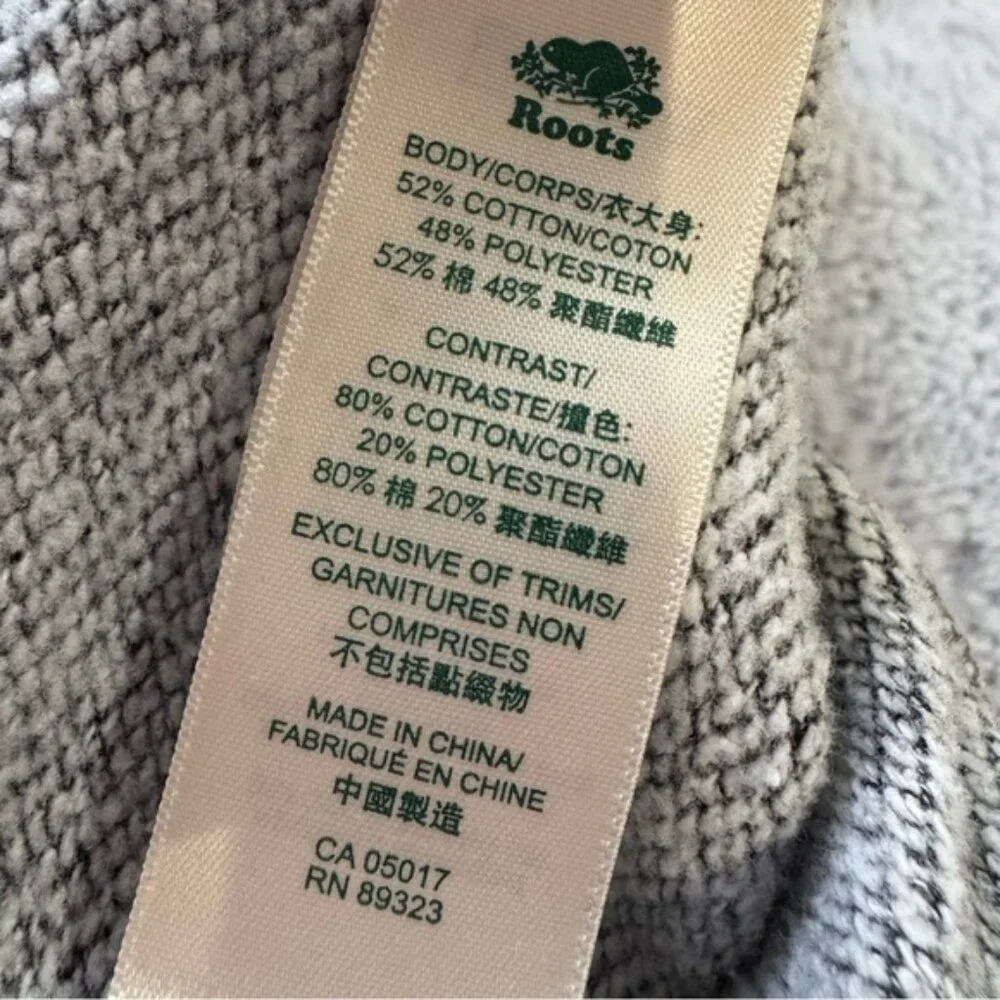 Roots
BODY/CORPS/衣大身:
52% COTTON/COTON
48% POLYESTER
52% 棉 48% 聚酯纖維
CONTRAST/
CONTRASTE/撞色:
80% COTTON/COTON
20% POLYESTER
80% 棉 20% 聚酯纖維
EXCLUSIVE OF TRIMS/
GARNITURES NON
COMPRISES
不包括點綴物
MADE IN CHINA/
FABRIQUÉ EN CHINE
中國製造
CA 05017
RN 89323